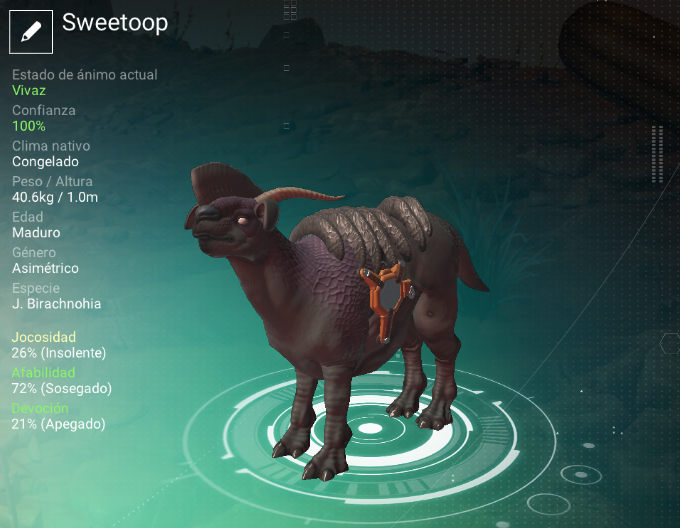 Sweetoop
Estado de ánimo actual
Vivaz
Confianza
100%
Clima nativo
Congelado
Peso / Altura
40.6kg / 1.0m
Edad
Maduro
Género
Asimétrico
Especie
J. Birachnohia
Jocosidad
26% (Insolente)
Afabilidad
72% (Sosegado)
Devoción
21% (Apegado)